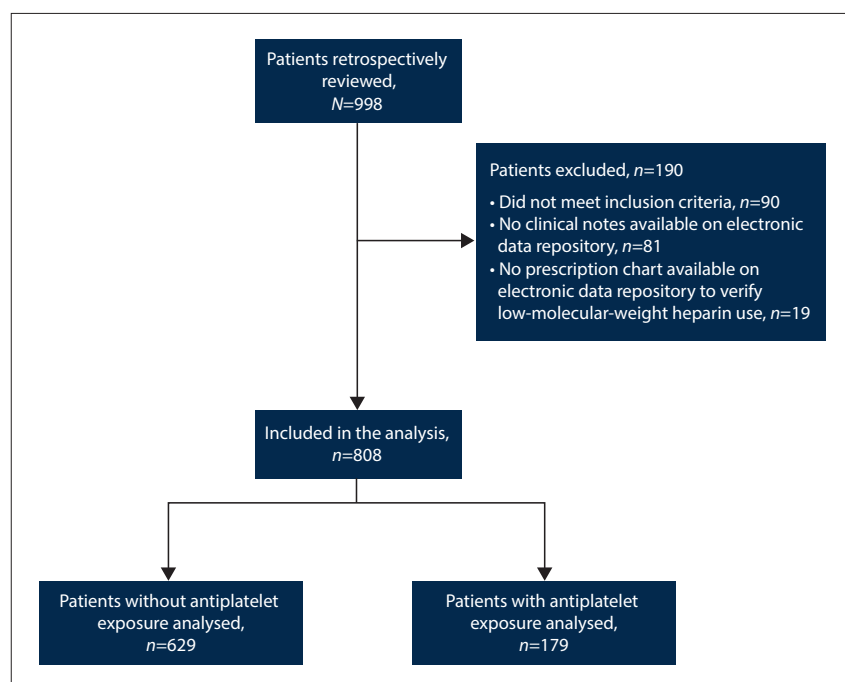 Patients retrospectively
reviewed,
N=998
Patients excluded, n=190
• Did not meet inclusion criteria, n=90
• No clinical notes available on electronic
data repository, n=81
• No prescription chart available on
electronic data repository to verify
low-molecular-weight heparin use, n=19
Included in the analysis,
n=808
Patients without antiplatelet
exposure analysed,
n=629
Patients with antiplatelet
exposure analysed,
n=179